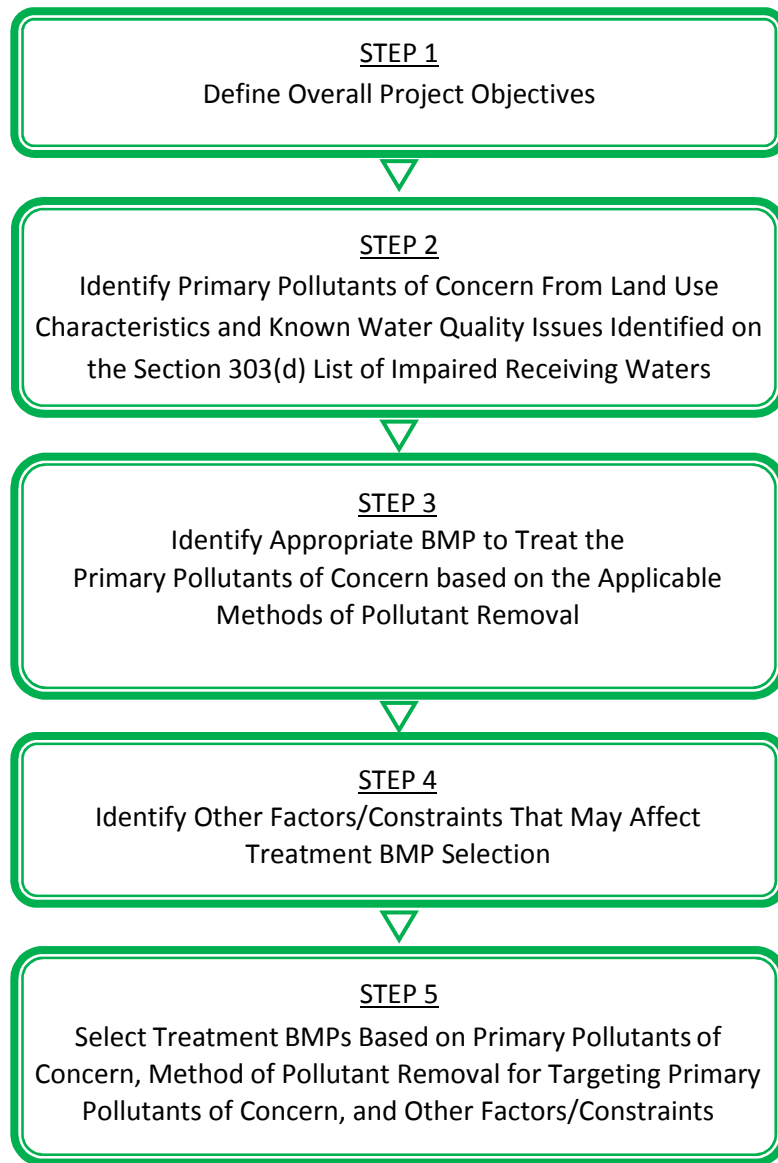 STEP 1
Define Overall Project Objectives
STEP 2
Identify Primary Pollutants of Concern From Land Use
Characteristics and Known Water Quality Issues Identified on
the Section 303(d) List of Impaired Receiving Waters
STEP 3
Identify Appropriate BMP to Treat the
Primary Pollutants of Concern based on the Applicable
Methods of Pollutant Removal
STEP 4
Identify Other Factors/Constraints That May Affect
Treatment BMP Selection
STEP 5
Select Treatment BMPs Based on Primary Pollutants of
Concern, Method of Pollutant Removal for Targeting Primary
Pollutants of Concern, and Other Factors/Constraints